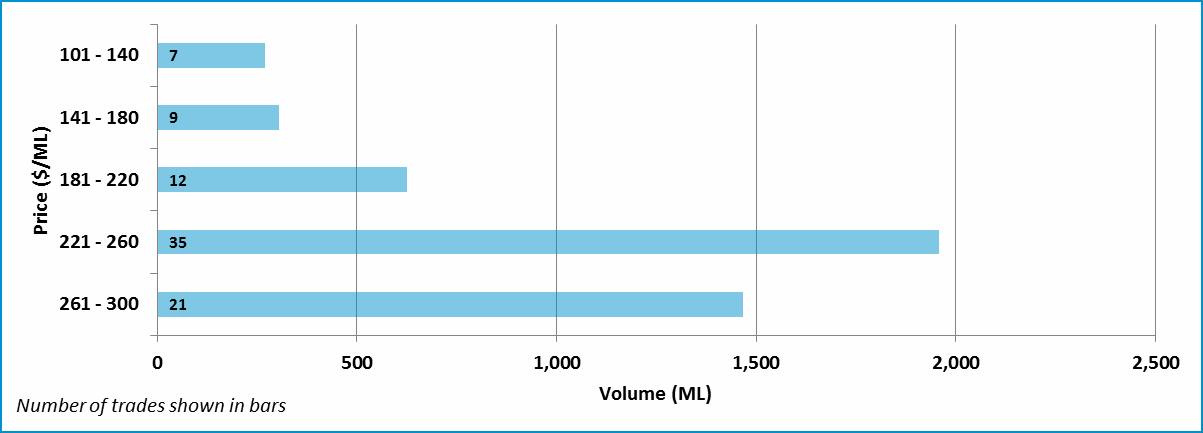 Price ($/ML)
101 - 140
7
141 - 180
9
181 - 220
12
221 - 260
35
261 - 300
21
0 500 1,000 1,500 2,000 2,500
Volume (ML)
Number of trades shown in bars